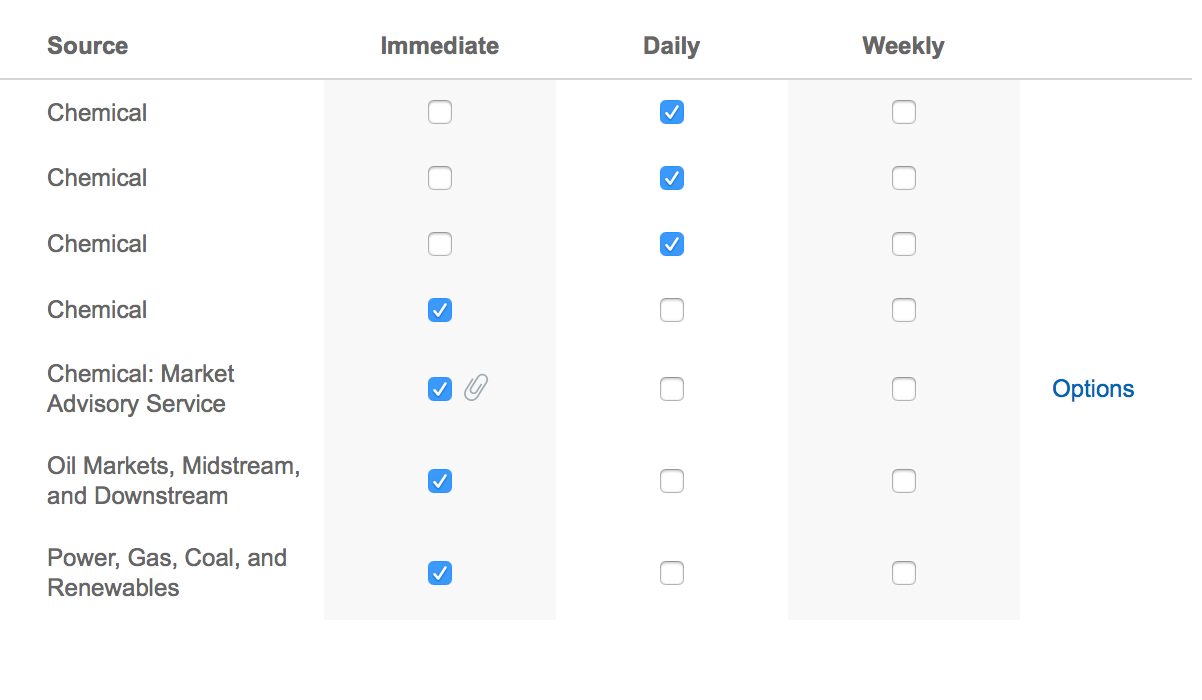 Source Immediate Daily Weekly
Chemical
Chemical
Chemical
Chemical
Chemical: Market
Advisory Service
Options
Oil Markets, Midstream,
and Downstream
Power, Gas, Coal, and
Renewables